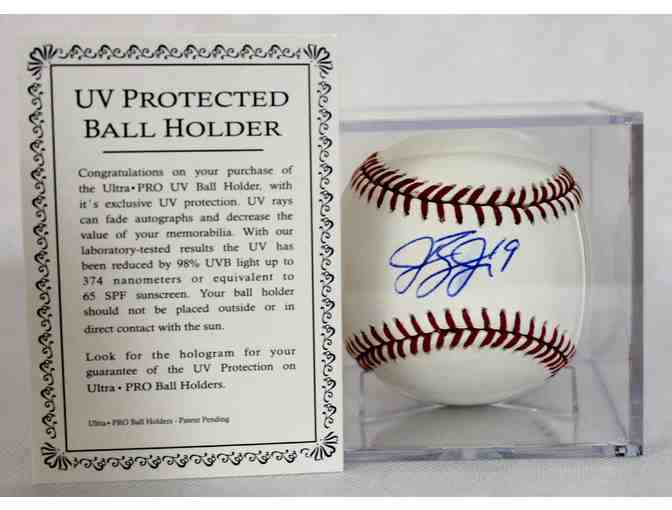 UV PROTECTED
BALL HOLDER
Congratulations on your purchase of
the Ultra•PRO UV Ball Holder, with
it's exclusive UV protection. UV rays
can fade autographs and decrease the
value of your memorabilia. With our
laboratory-tested results the UV has
been reduced by 98% UVB light up to
374 nanometers or equivalent to
65 SPF sunscreen. Your ball holder
should not be placed outside or in
direct contact with the sun.
Look for the hologram for your
guarantee of the UV Protection on
Ultra•PRO Ball Holders.
Ultra•PRO Ball Holders - Patent Pending
19